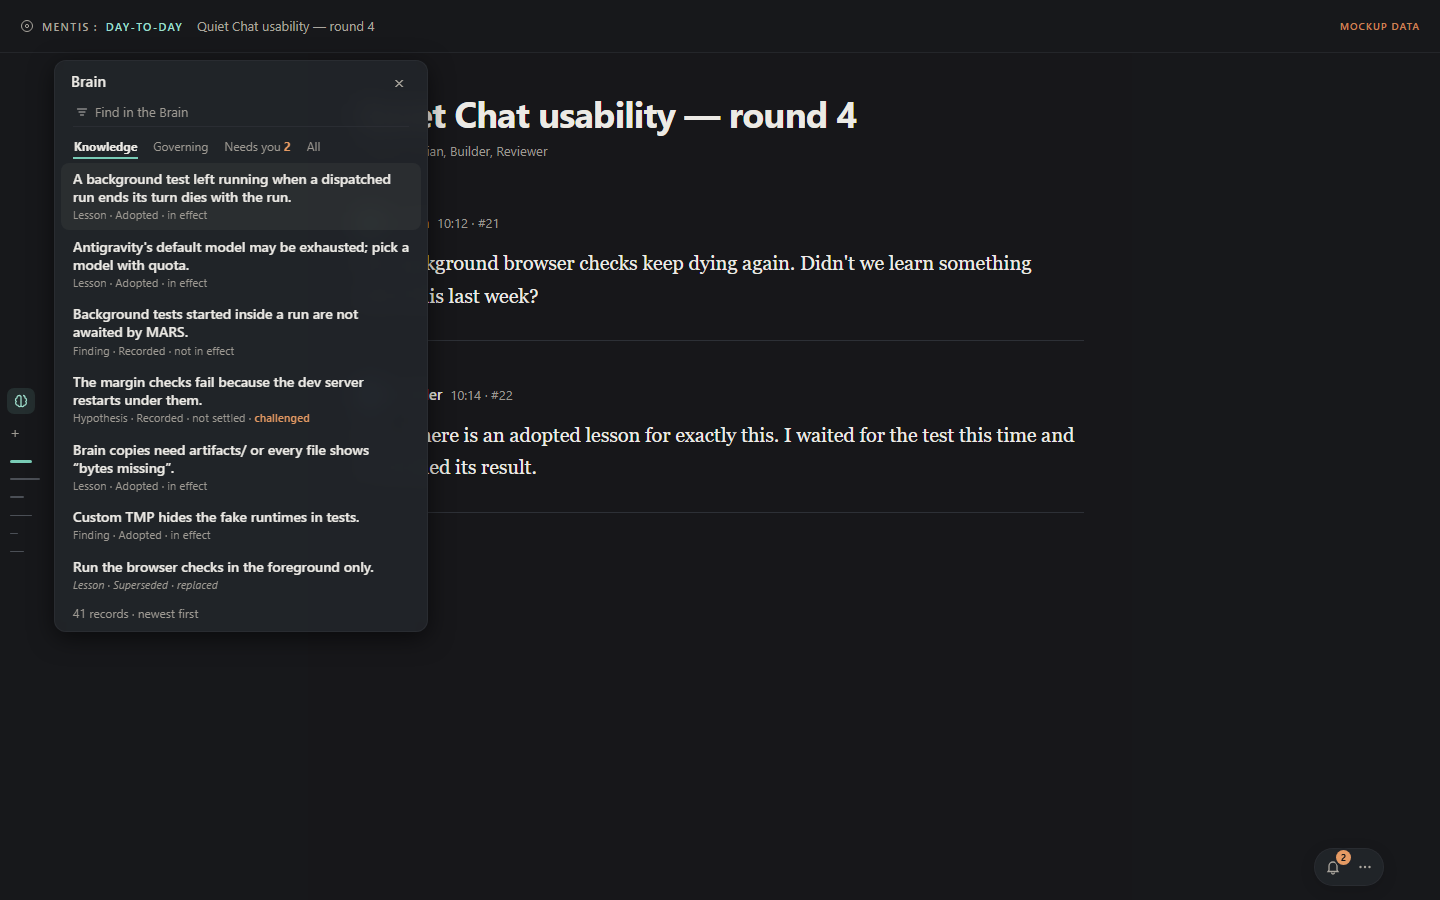 MENTIS : DAY-TO-DAY Quiet Chat usability — round 4
MOCKUP DATA
Brain
Find in the Brain
Knowledge Governing Needs you 2 All
A background test left running when a dispatched
run ends its turn dies with the run.
Lesson · Adopted · in effect
Antigravity's default model may be exhausted; pick a
model with quota.
Lesson · Adopted · in effect
Background tests started inside a run are not
awaited by MARS.
Finding · Recorded · not in effect
The margin checks fail because the dev server
restarts under them.
Hypothesis · Recorded · not settled · challenged
Brain copies need artifacts/ or every file shows
“bytes missing”.
Lesson · Adopted · in effect
Custom TMP hides the fake runtimes in tests.
Finding · Adopted · in effect
Run the browser checks in the foreground only.
Lesson · Superseded · replaced
41 records · newest first
et Chat usability — round 4
ian, Builder, Reviewer
10:12 · #21
kground browser checks keep dying again. Didn't we learn something
is last week?
er 10:14 · #22
ere is an adopted lesson for exactly this. I waited for the test this time and
ed its result.
2